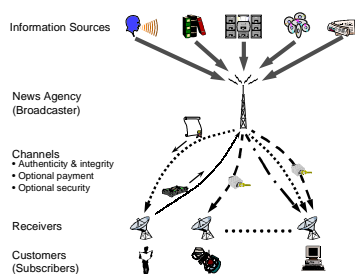 Information Sources
News Agency
(Broadcaster)
Channels
• Authenticity & integrity
• Optional payment
• Optional security
Receivers
Customers
(Subscribers)